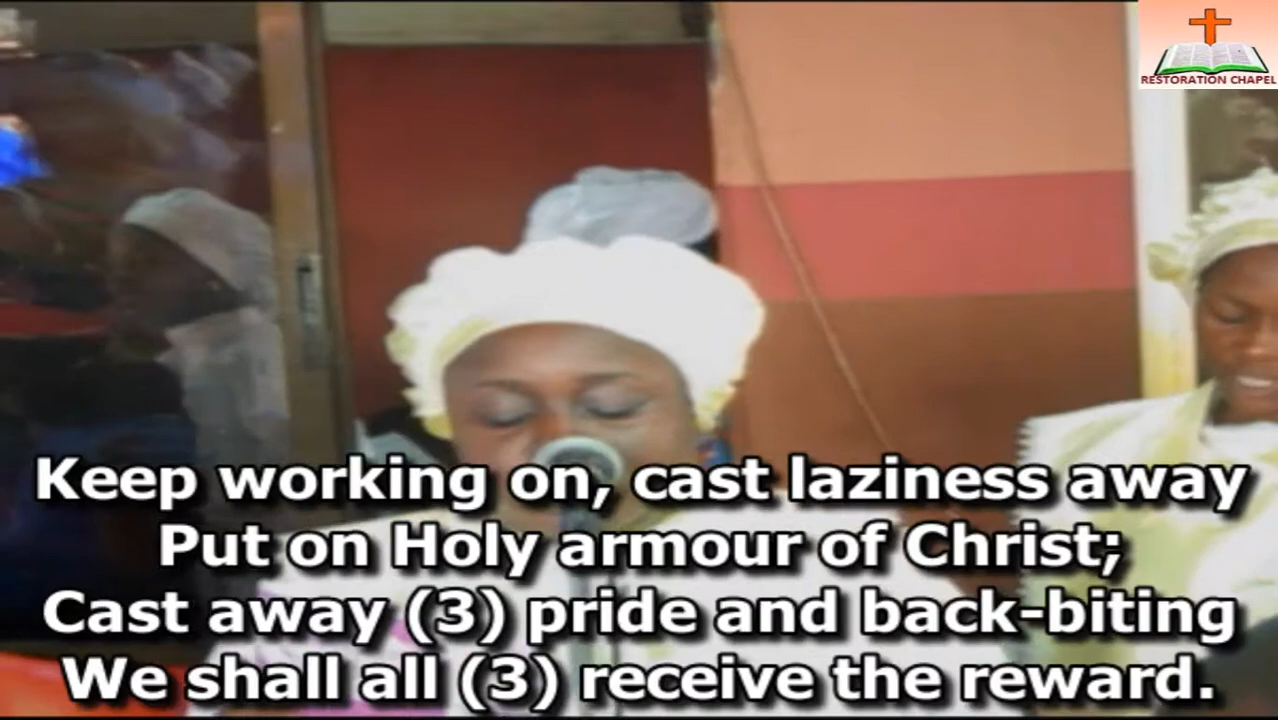 RESTORATION CHAPEL
Keep working on, cast laziness away
Put on Holy armour of Christ;
Cast away (3) pride and back-biting
We shall all (3) receive the reward.